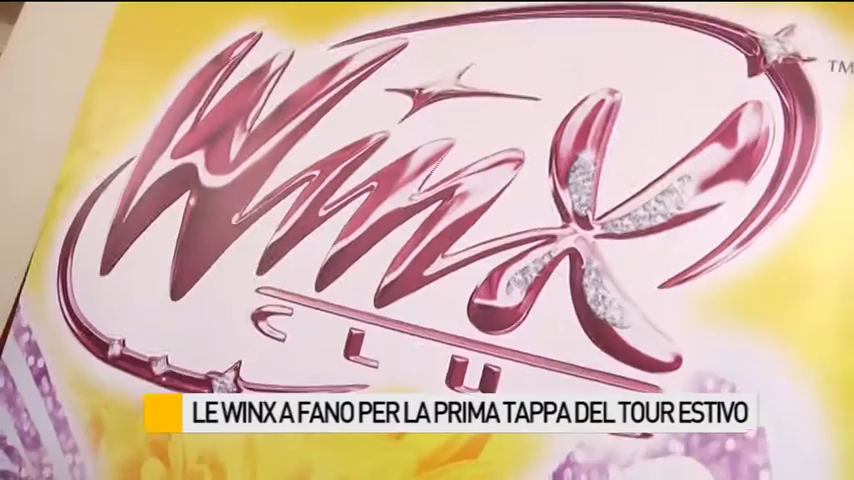 TM
Winx
CLU
LE WINX A FANO PER LA PRIMA TAPPA DEL TOUR ESTIVO